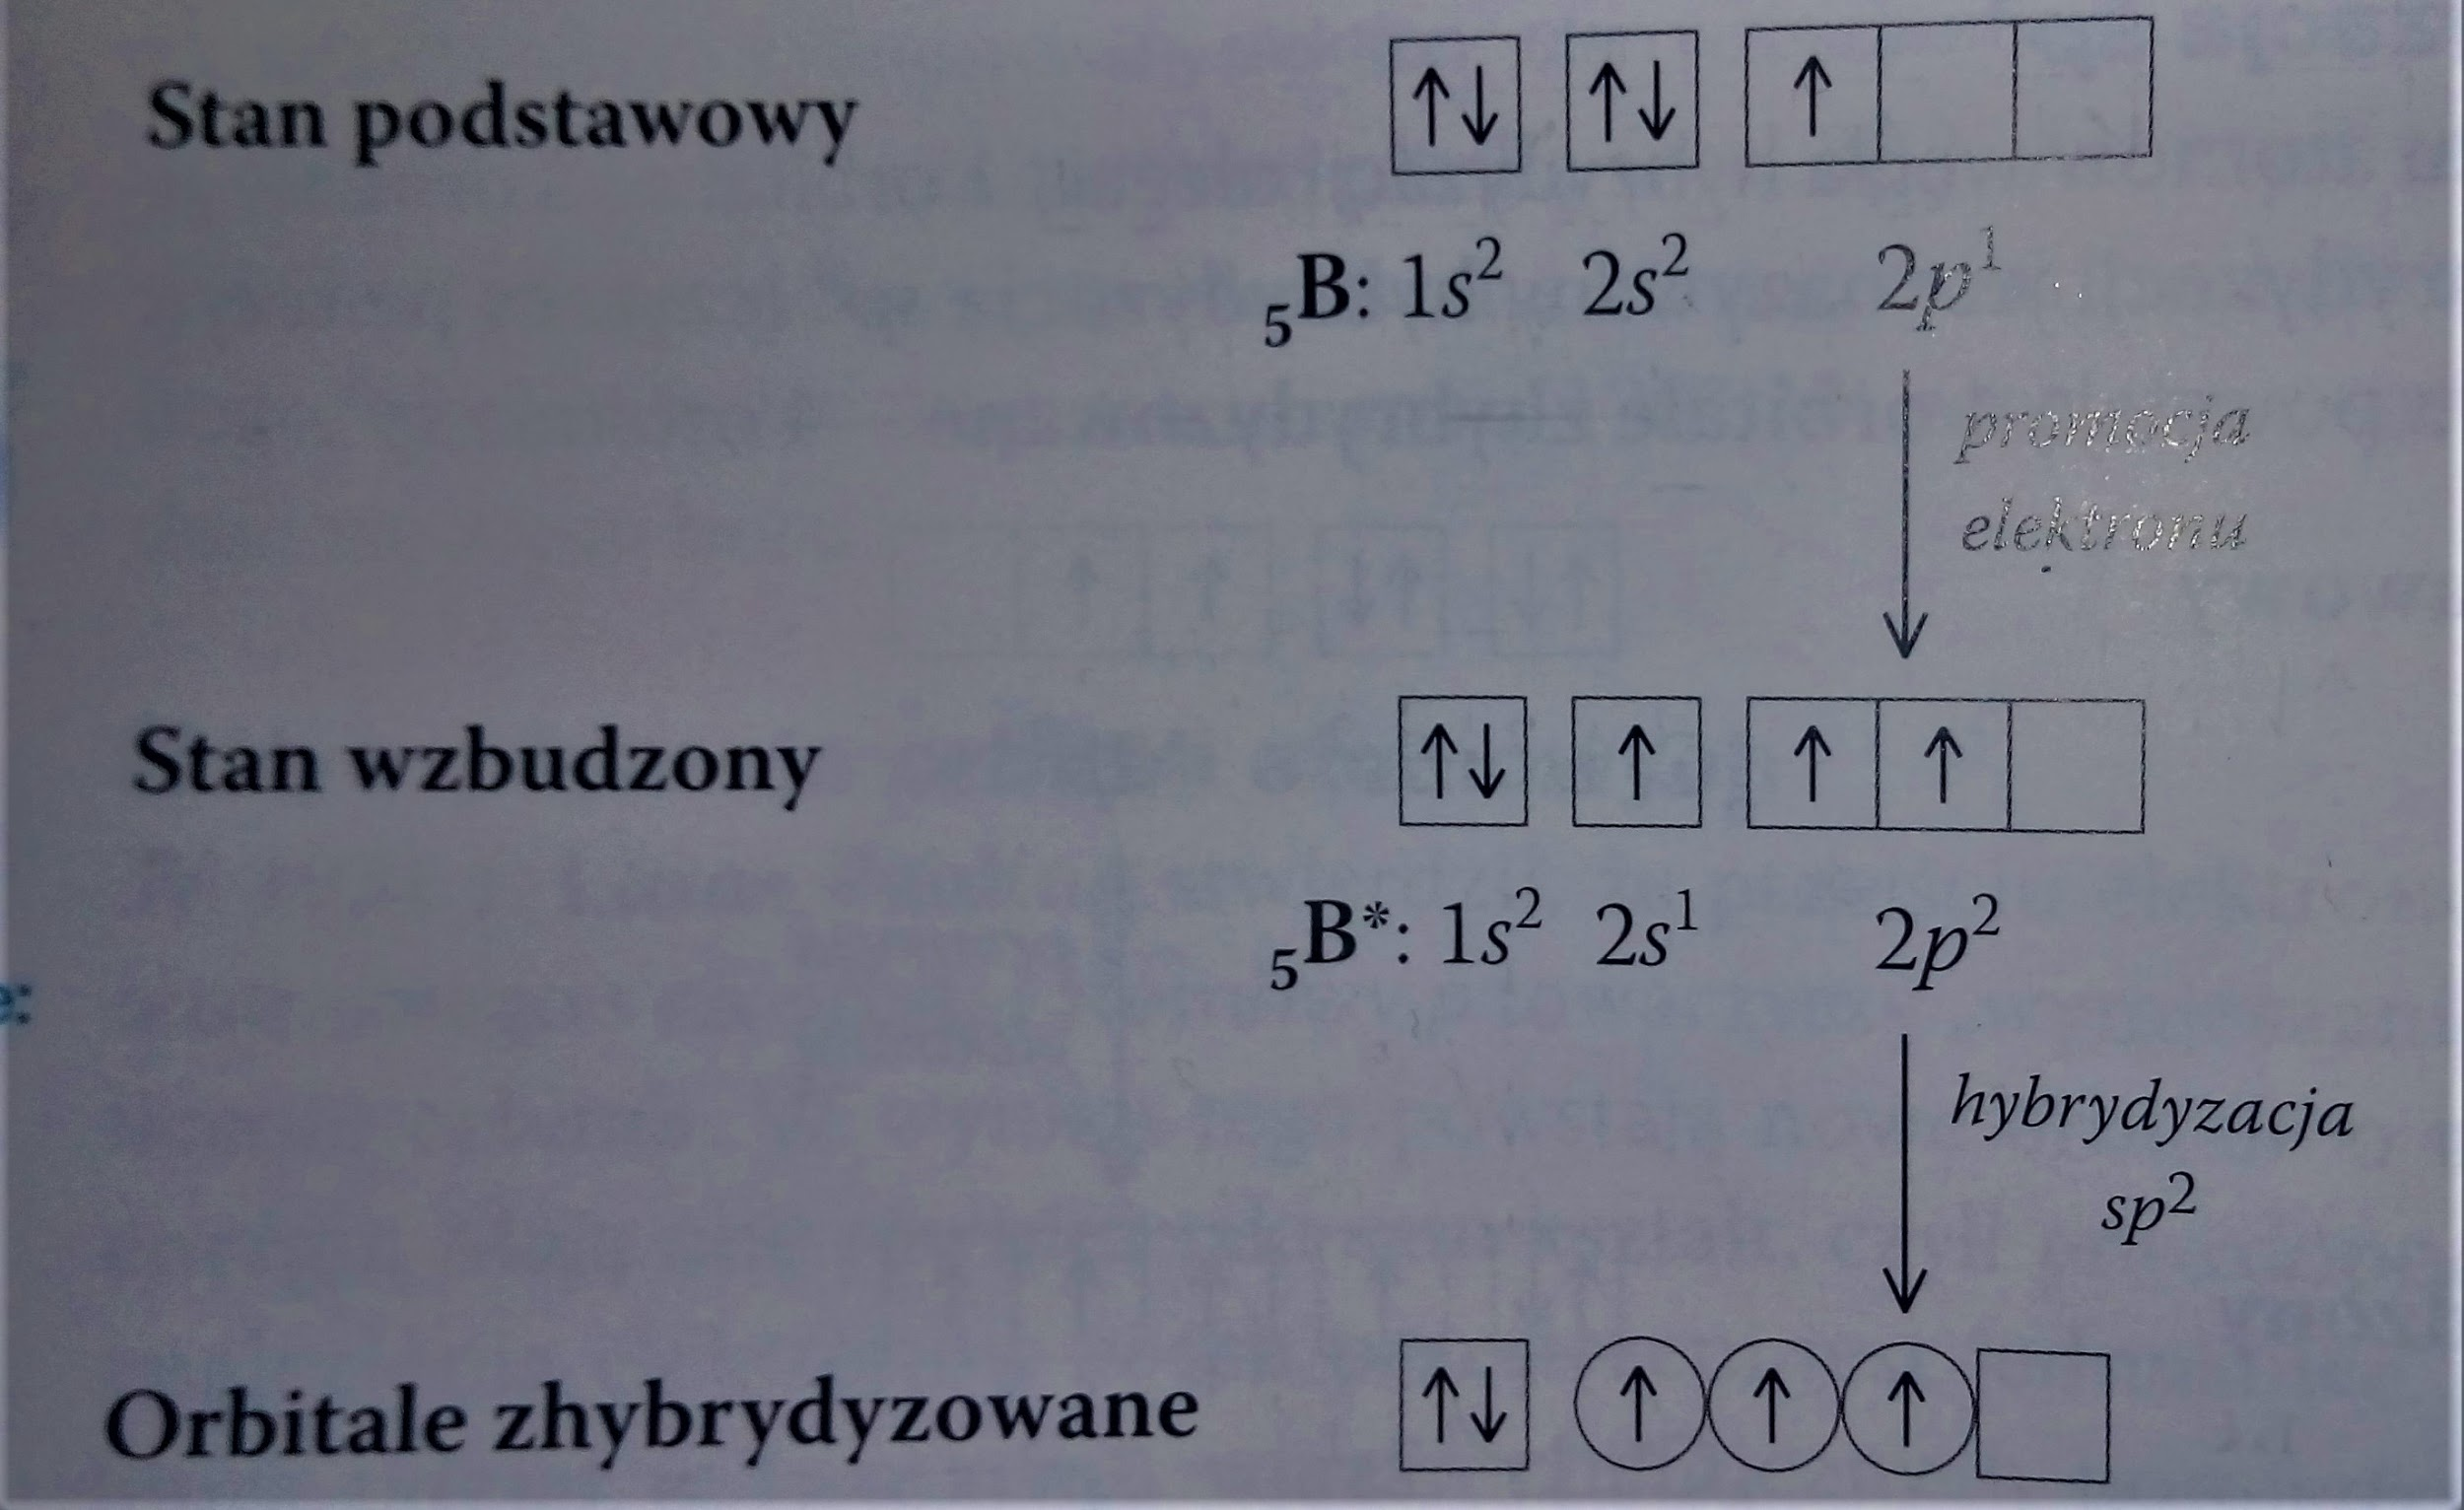 Stan podstawowy
↑↓ ↑↓ ↑
₅B: 1s² 2s² 2p¹
promocja
elektronu
Stan wzbudzony
↑↓ ↑ ↑ ↑
₅B*: 1s² 2s¹ 2p²
e:
hybrydyzacja
sp²
Orbitale zhybrydyzowane
↑↓ ↑ ↑ ↑